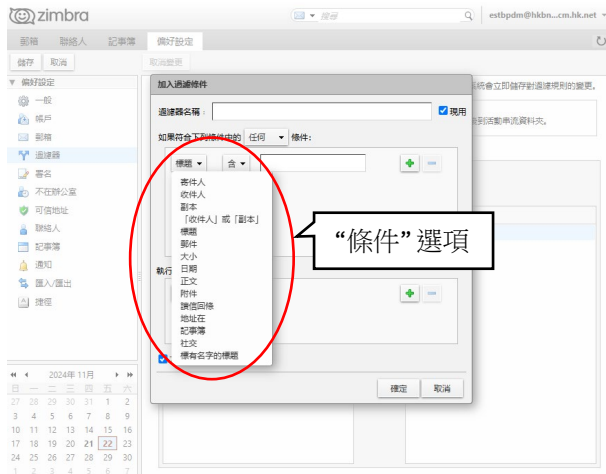 zimbra
搜尋
estbpdm@hkbn...cm.hk.net
郵箱 聯絡人 記事簿 偏好設定
儲存 取消 取消變更
偏好設定
一般
帳戶
郵箱
過濾器
署名
不在辦公室
可信地址
聯絡人
記事簿
通知
匯入/匯出
捷徑
加入過濾條件
統會立即儲存對過濾規則的變更。
過濾器名稱： 現用
到活動串流資料夾。
如果符合下列條件中的 任何 條件:
標題 含
寄件人
收件人
副本
「收件人」或「副本」
標題
郵件
大小
日期
正文
附件
讀信回條
地址在
記事簿
社交
標有名字的標題
“條件” 選項
執行
確定 取消
2024年 11月
日 一 二 三 四 五 六
27 28 29 30 31 1 2
3 4 5 6 7 8 9
10 11 12 13 14 15 16
17 18 19 20 21 22 23
24 25 26 27 28 29 30
1 2 3 4 5 6 7